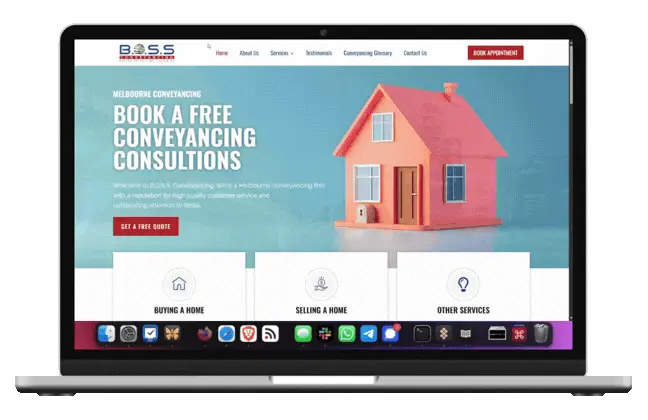 B.O.S.S
CONVEYANCING
Home
About Us
Services
Testimonials
Conveyancing Glossary
Contact Us
BOOK APPOINTMENT
MELBOURNE CONVEYANCING
BOOK A FREE
CONVEYANCING
CONSULTIONS
Welcome to B.O.S.S. Conveyancing. We're a Melbourne conveyancing firm
with a reputation for high quality customer service and
outstanding attention to detail.
GET A FREE QUOTE
BUYING A HOME
SELLING A HOME
OTHER SERVICES